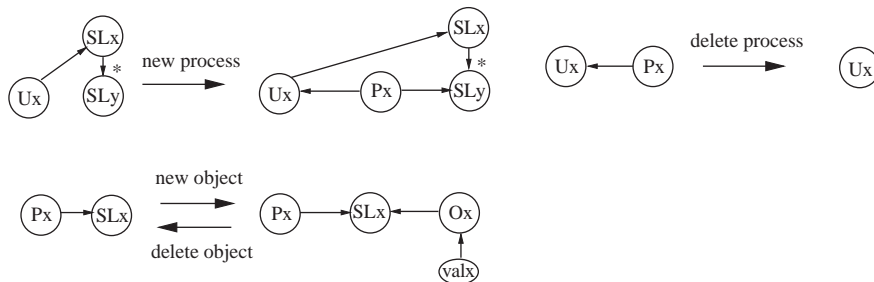 SLx
*
Ux
SLy
new process
SLx
*
Ux
Px
SLy
Ux
Px
delete process
Ux
Px
SLx
new object
delete object
Px
SLx
Ox
valx